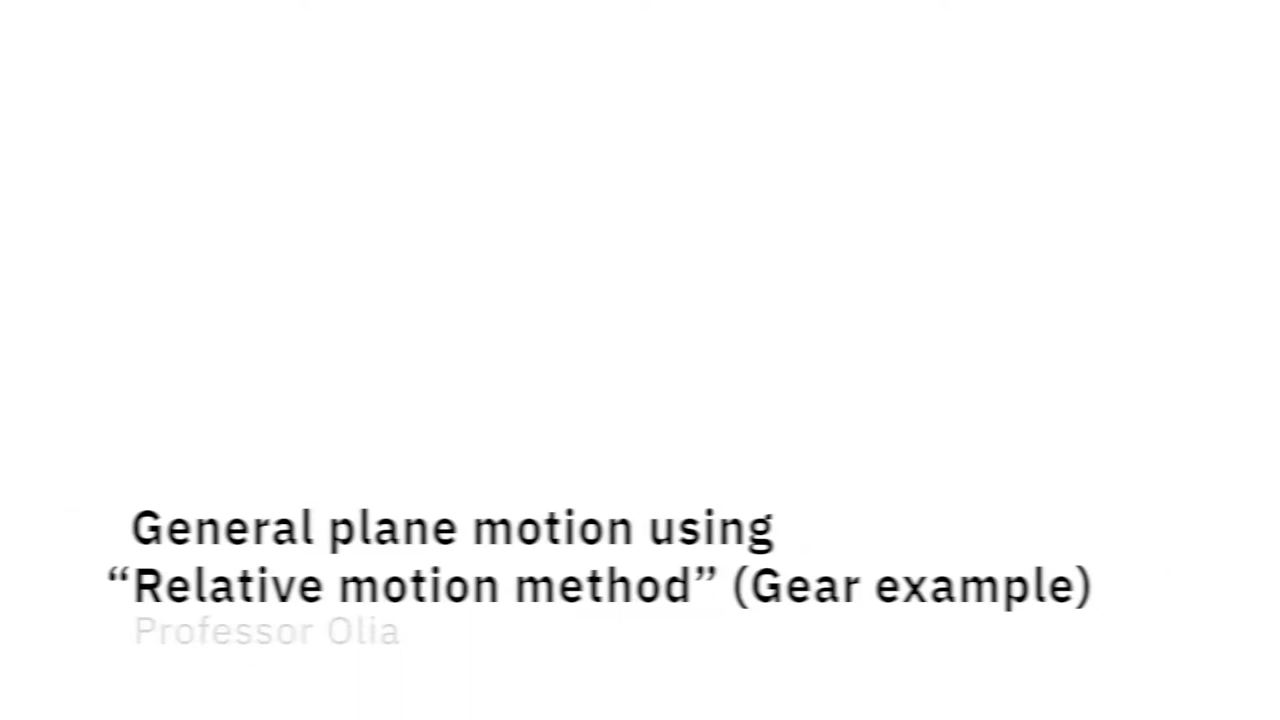 General plane motion using
“Relative motion method” (Gear example)
Professor Olia